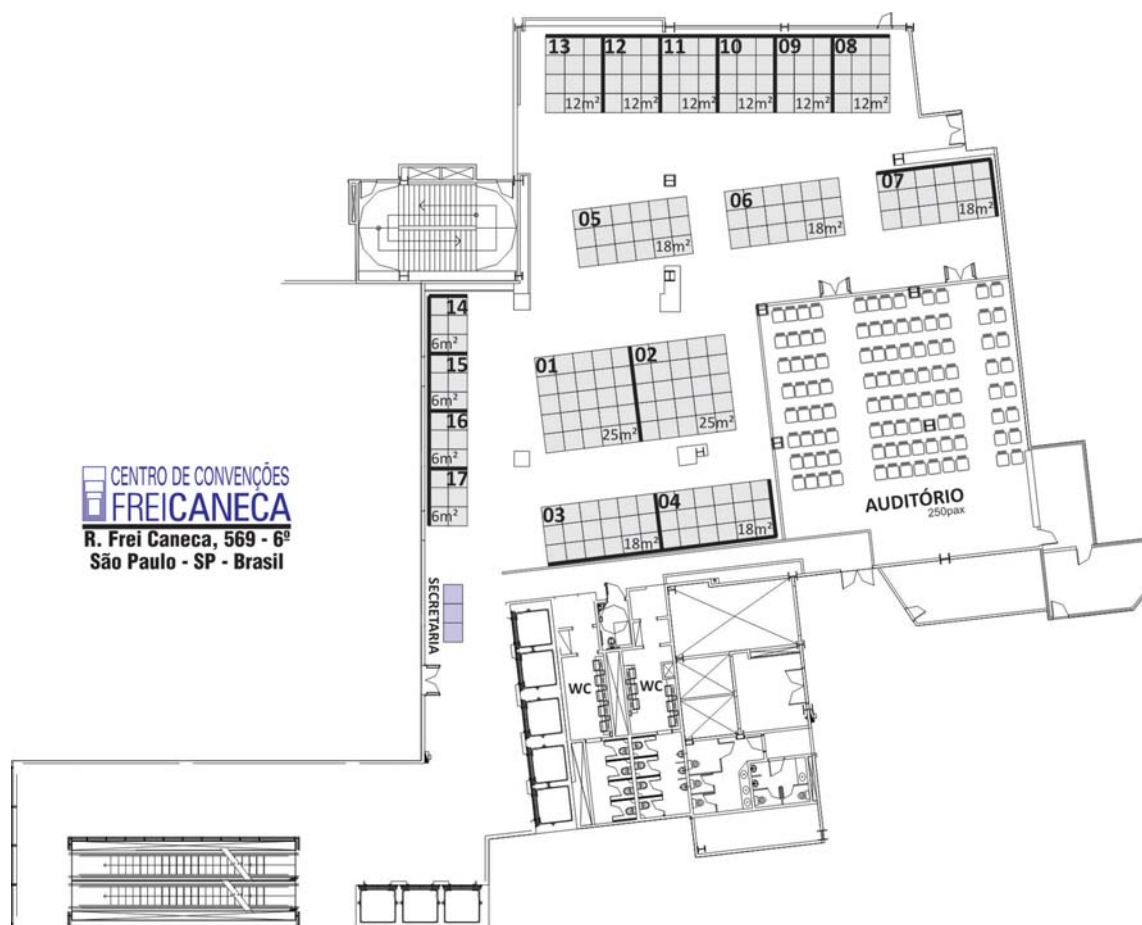 13 12 11 10 09 08
12m² 12m² 12m² 12m² 12m² 12m²
07
18m²
06
18m²
05
18m²
14
6m²
15
6m²
16
6m²
17
6m²
01 02
25m² 25m²
03 04
18m² 18m²
AUDITÓRIO
250pax
CENTRO DE CONVENÇÕES
FREICANECA
R. Frei Caneca, 569 - 6º
São Paulo - SP - Brasil
SECRETARIA
WC WC